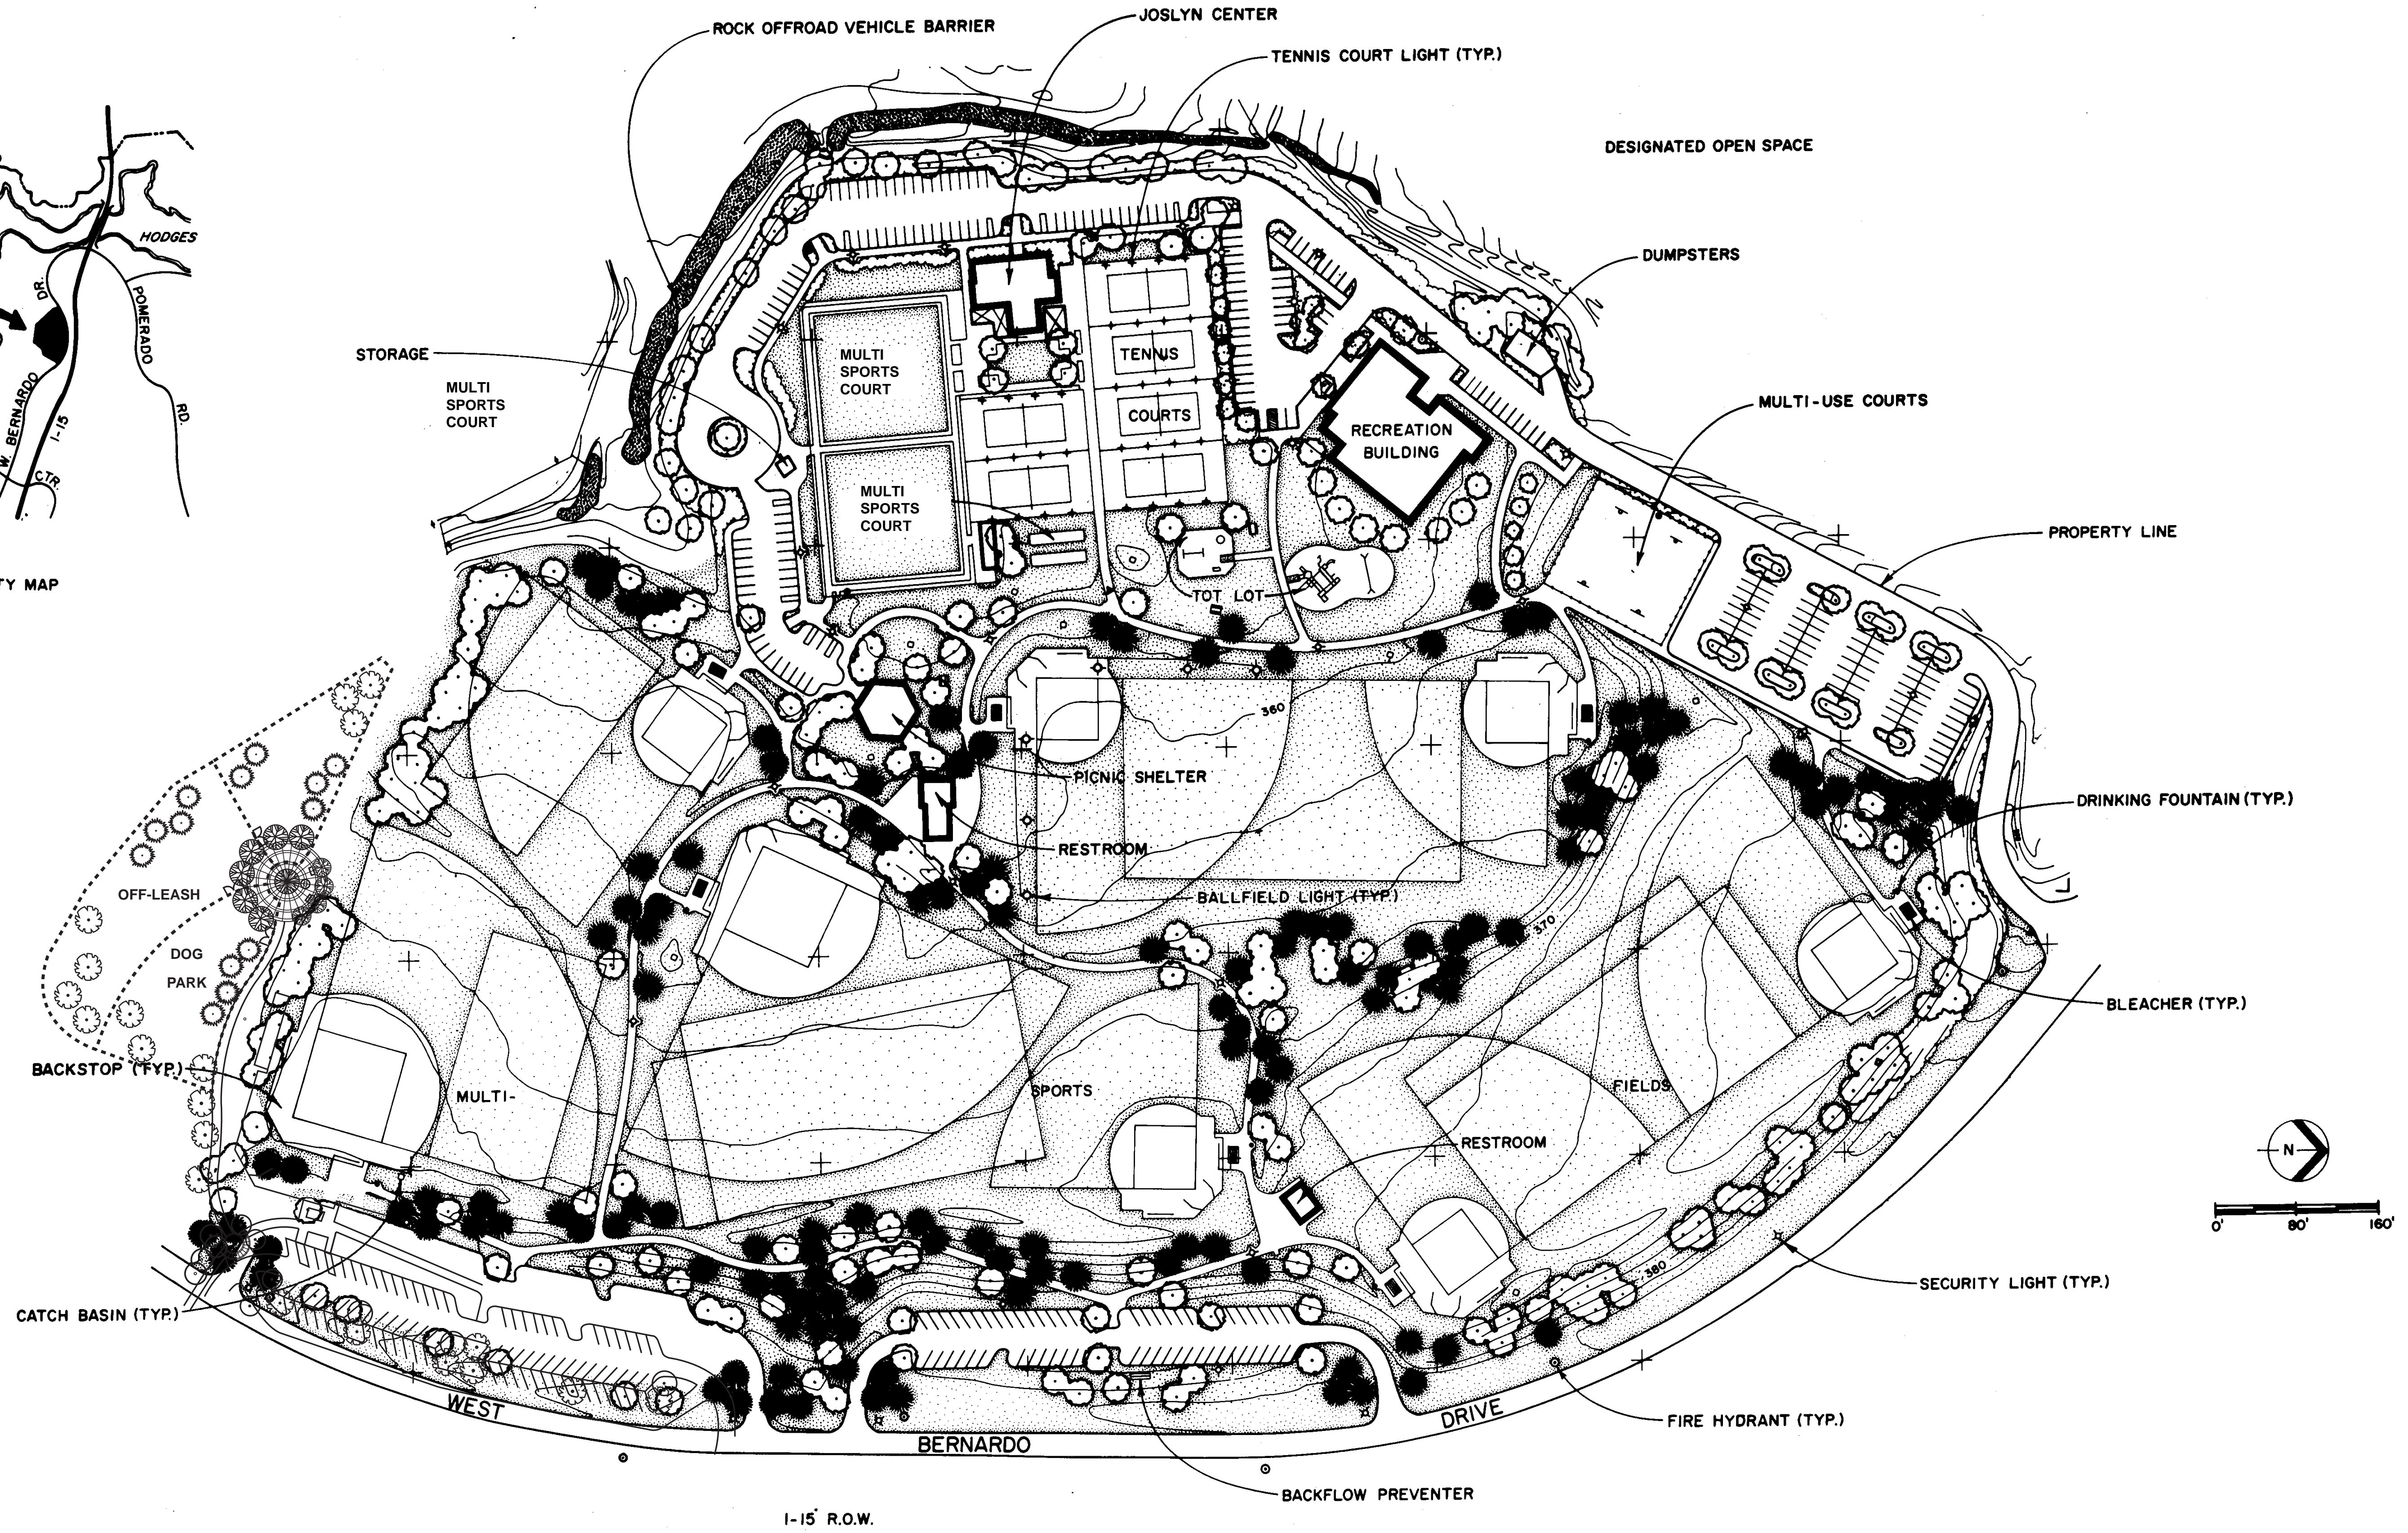 JOSLYN CENTER
ROCK OFFROAD VEHICLE BARRIER
TENNIS COURT LIGHT (TYP.)
DESIGNATED OPEN SPACE
HODGES
DUMPSTERS
DR.
POMERADO
RD.
W. BERNARDO
I-15
CTR.
STORAGE
MULTI
SPORTS
COURT
MULTI
SPORTS
COURT
TENNIS
COURTS
MULTI-USE COURTS
RECREATION
BUILDING
MULTI
SPORTS
COURT
PROPERTY LINE
TY MAP
TOT LOT
360
PICNIC SHELTER
DRINKING FOUNTAIN (TYP.)
RESTROOM
OFF-LEASH
BALLFIELD LIGHT (TYP.)
370
DOG
PARK
BLEACHER (TYP.)
BACKSTOP (TYP.)
MULTI-
SPORTS
FIELDS
RESTROOM
N
0' 80' 160'
380
SECURITY LIGHT (TYP.)
CATCH BASIN (TYP.)
WEST
BERNARDO
DRIVE
FIRE HYDRANT (TYP.)
BACKFLOW PREVENTER
I-15 R.O.W.